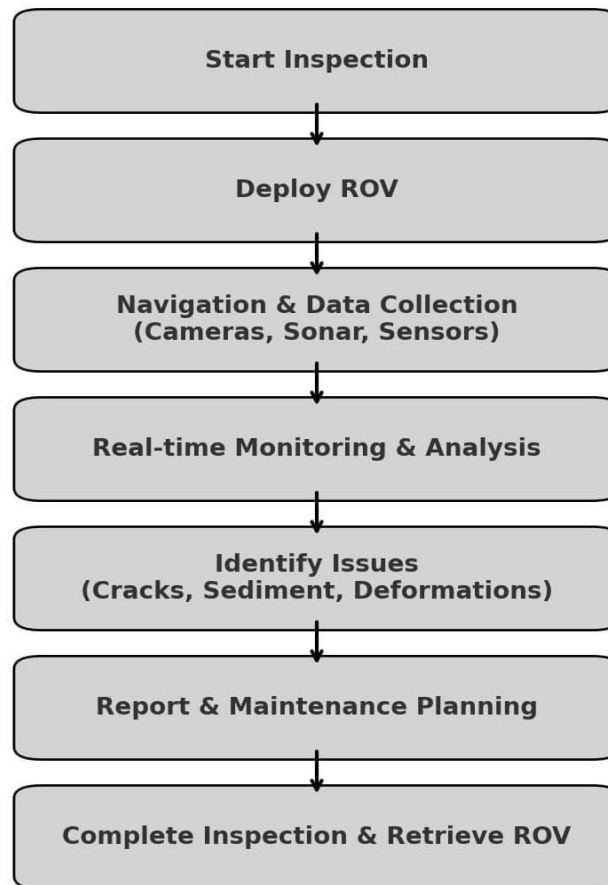 Start Inspection
Deploy ROV
Navigation & Data Collection
(Cameras, Sonar, Sensors)
Real-time Monitoring & Analysis
Identify Issues
(Cracks, Sediment, Deformations)
Report & Maintenance Planning
Complete Inspection & Retrieve ROV